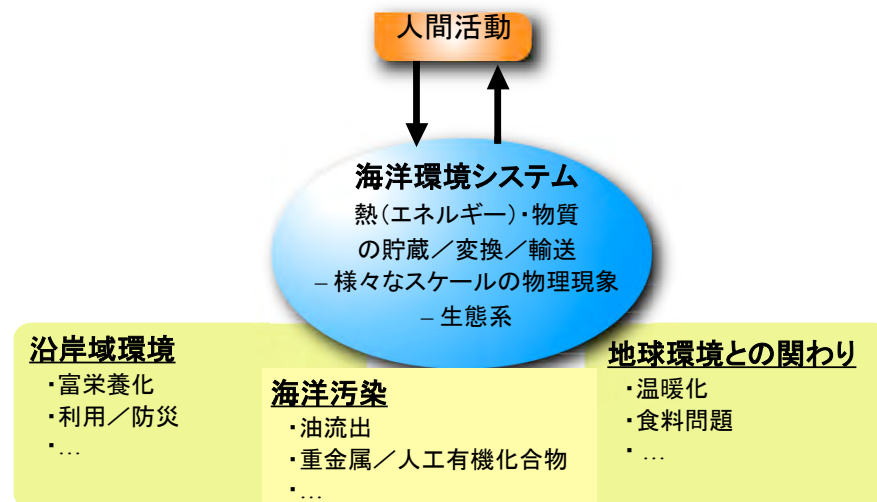 人間活動
海洋環境システム
熱(エネルギー)・物質
の貯蔵／変換／輸送
– 様々なスケールの物理現象
– 生態系
沿岸域環境
・富栄養化
・利用／防災
・…
海洋汚染
・油流出
・重金属／人工有機化合物
・…
地球環境との関わり
・温暖化
・食料問題
・…